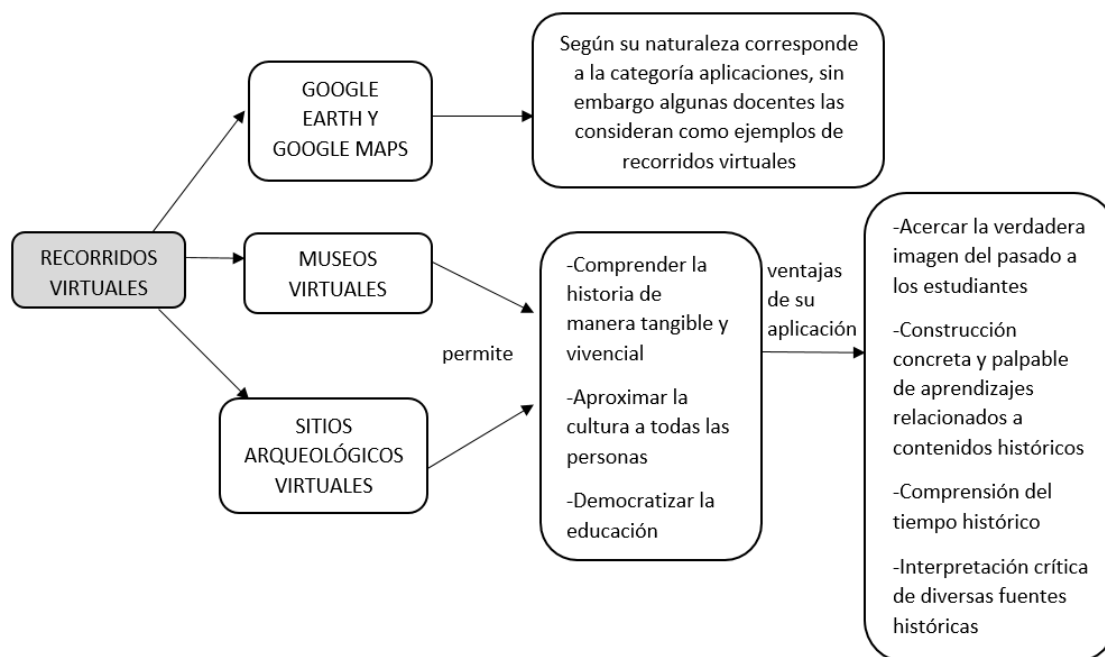 RECORRIDOS
VIRTUALES
GOOGLE
EARTH Y
GOOGLE MAPS
Según su naturaleza corresponde
a la categoría aplicaciones, sin
embargo algunas docentes las
consideran como ejemplos de
recorridos virtuales
MUSEOS
VIRTUALES
SITIOS
ARQUEOLÓGICOS
VIRTUALES
permite
-Comprender la
historia de
manera tangible y
vivencial
-Aproximar la
cultura a todas las
personas
-Democratizar la
educación
ventajas
de su
aplicación
-Acercar la verdadera
imagen del pasado a
los estudiantes
-Construcción
concreta y palpable
de aprendizajes
relacionados a
contenidos históricos
-Comprensión del
tiempo histórico
-Interpretación crítica
de diversas fuentes
históricas